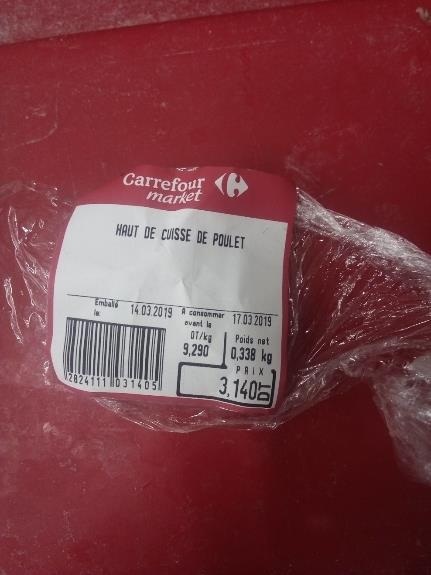 Carrefour
market
HAUT DE CUISSE DE POULET
Emballé le: 14.03.2019
A consommer avant le 17.03.2019
DT/kg
9,290
Poids net
0,338 kg
PRIX
3,140 DT
2824111 031405